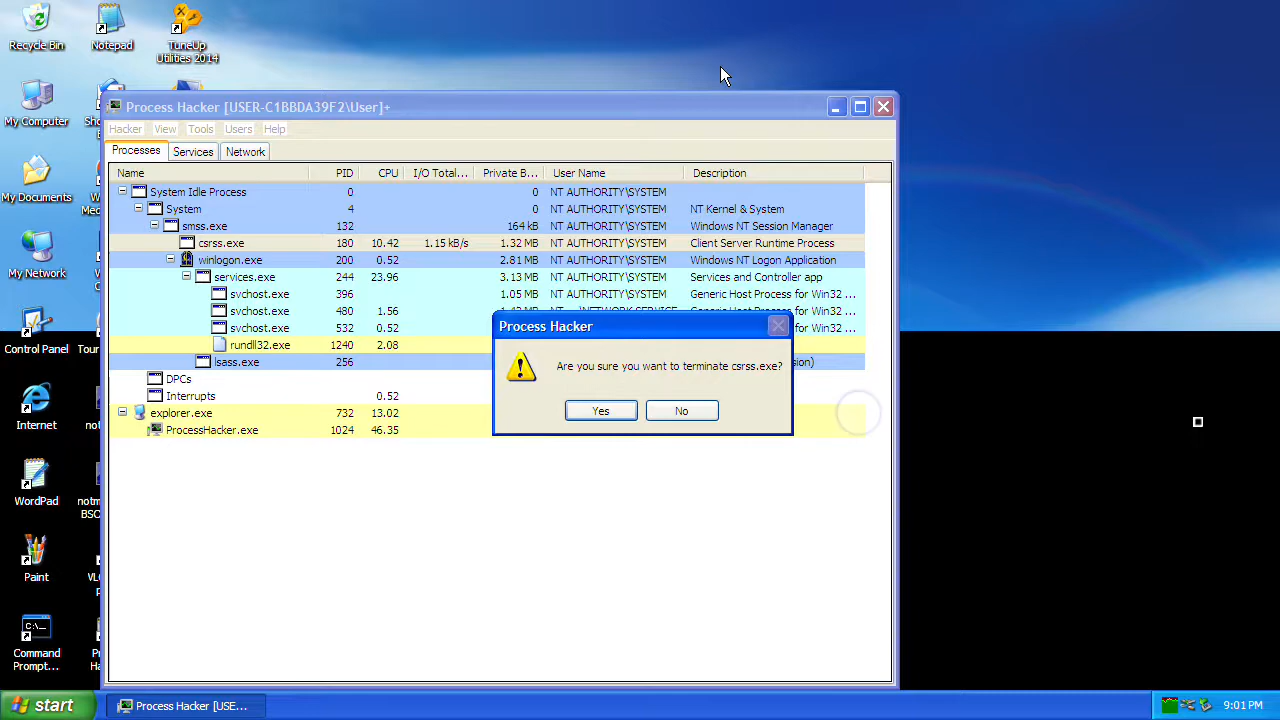 Recycle Bin
Notepad
TuneUp
Utilities 2014
My Computer
My Documents
My Network
Control Panel
Tour
Internet
WordPad
notm
BSO
Paint
VLC
Command
Prompt...
Process Hacker [USER-C1BBDA39F2\User]+
Hacker View Tools Users Help
Processes Services Network
Name PID CPU I/O Total... Private B... User Name Description
System Idle Process 0 0 NT AUTHORITY\SYSTEM
System 4 0 NT AUTHORITY\SYSTEM NT Kernel & System
smss.exe 132 164 kB NT AUTHORITY\SYSTEM Windows NT Session Manager
csrss.exe 180 10.42 1.15 kB/s 1.32 MB NT AUTHORITY\SYSTEM Client Server Runtime Process
winlogon.exe 200 0.52 2.81 MB NT AUTHORITY\SYSTEM Windows NT Logon Application
services.exe 244 23.96 3.13 MB NT AUTHORITY\SYSTEM Services and Controller app
svchost.exe 396 1.05 MB NT AUTHORITY\SYSTEM Generic Host Process for Win32 ...
svchost.exe 480 1.56
svchost.exe 532 0.52
rundll32.exe 1240 2.08
lsass.exe 256
DPCs
Interrupts 0.52
explorer.exe 732 13.02
ProcessHacker.exe 1024 46.35
Process Hacker
Are you sure you want to terminate csrss.exe?
Yes No
start
Process Hacker [USE...
9:01 PM